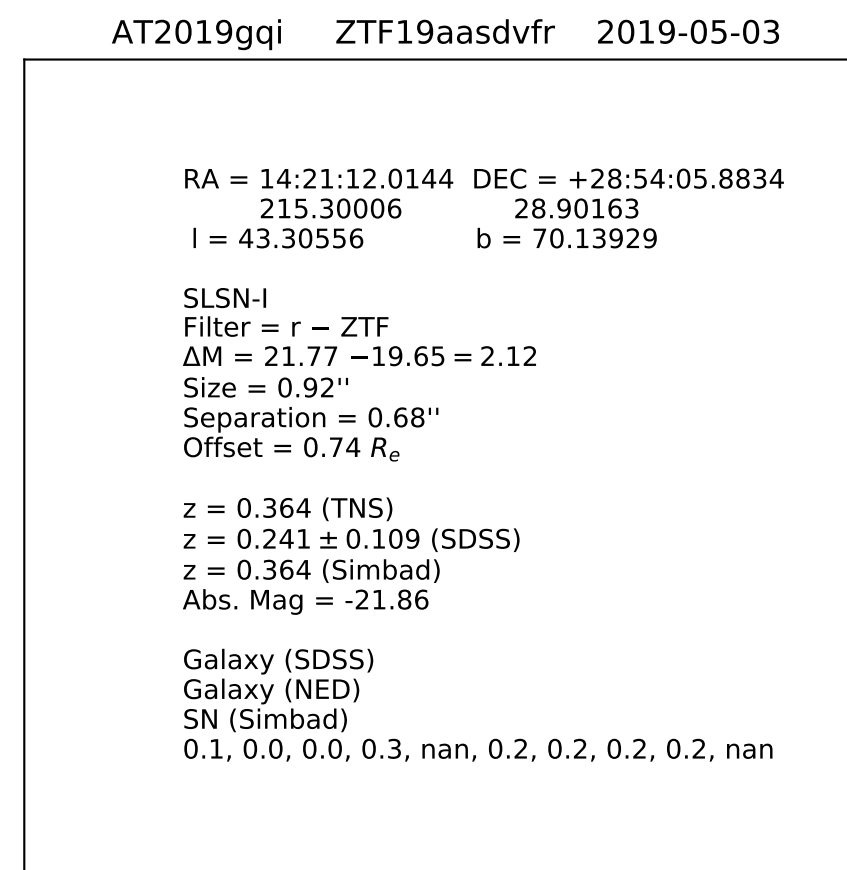 AT2019gqi ZTF19aasdvfr 2019-05-03
RA = 14:21:12.0144 DEC = +28:54:05.8834
215.30006 28.90163
l = 43.30556 b = 70.13929
SLSN-I
Filter = r − ZTF
ΔM = 21.77 −19.65 = 2.12
Size = 0.92''
Separation = 0.68''
Offset = 0.74 Re
z = 0.364 (TNS)
z = 0.241 ± 0.109 (SDSS)
z = 0.364 (Simbad)
Abs. Mag = -21.86
Galaxy (SDSS)
Galaxy (NED)
SN (Simbad)
0.1, 0.0, 0.0, 0.3, nan, 0.2, 0.2, 0.2, 0.2, nan